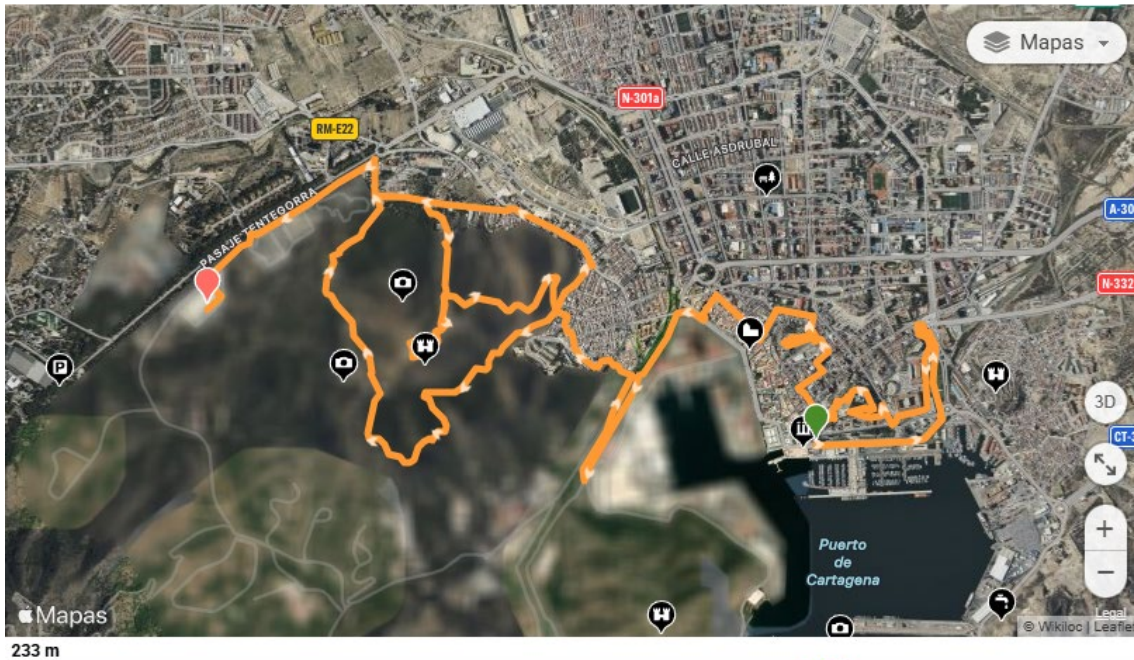 Mapas
N-301a
RM-E22
CALLE ASDRUBAL
A-30
PASAJE TENTEGORRA
N-332
P
3D
CT-3
+
Puerto
de
Cartagena
−
Mapas
Legal
© Wikiloc | Leaflet
233 m